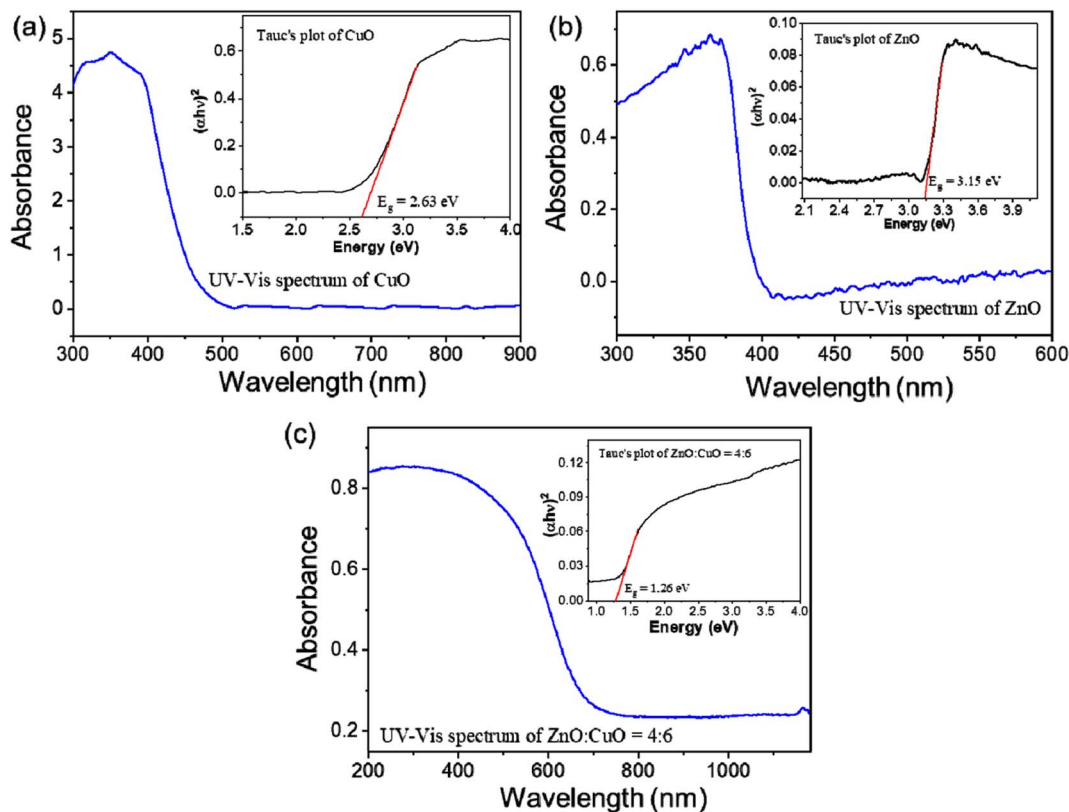 (a)
Tauc's plot of CuO
(αhν)²
0.6
0.4
0.2
0.0
E_g = 2.63 eV
1.5 2.0 2.5 3.0 3.5 4.0
Energy (eV)
UV-Vis spectrum of CuO
Absorbance
5
4
3
2
1
0
300 400 500 600 700 800 900
Wavelength (nm)
(b)
Tauc's plot of ZnO
(αhν)²
0.10
0.08
0.06
0.04
0.02
0.00
E_g = 3.15 eV
2.1 2.4 2.7 3.0 3.3 3.6 3.9
Energy (eV)
UV-Vis spectrum of ZnO
Absorbance
0.6
0.4
0.2
0.0
300 350 400 450 500 550 600
Wavelength (nm)
(c)
Tauc's plot of ZnO:CuO = 4:6
(αhν)²
0.12
0.09
0.06
0.03
0.00
E_g = 1.26 eV
1.0 1.5 2.0 2.5 3.0 3.5 4.0
Energy (eV)
UV-Vis spectrum of ZnO:CuO = 4:6
Absorbance
0.8
0.6
0.4
0.2
200 400 600 800 1000
Wavelength (nm)